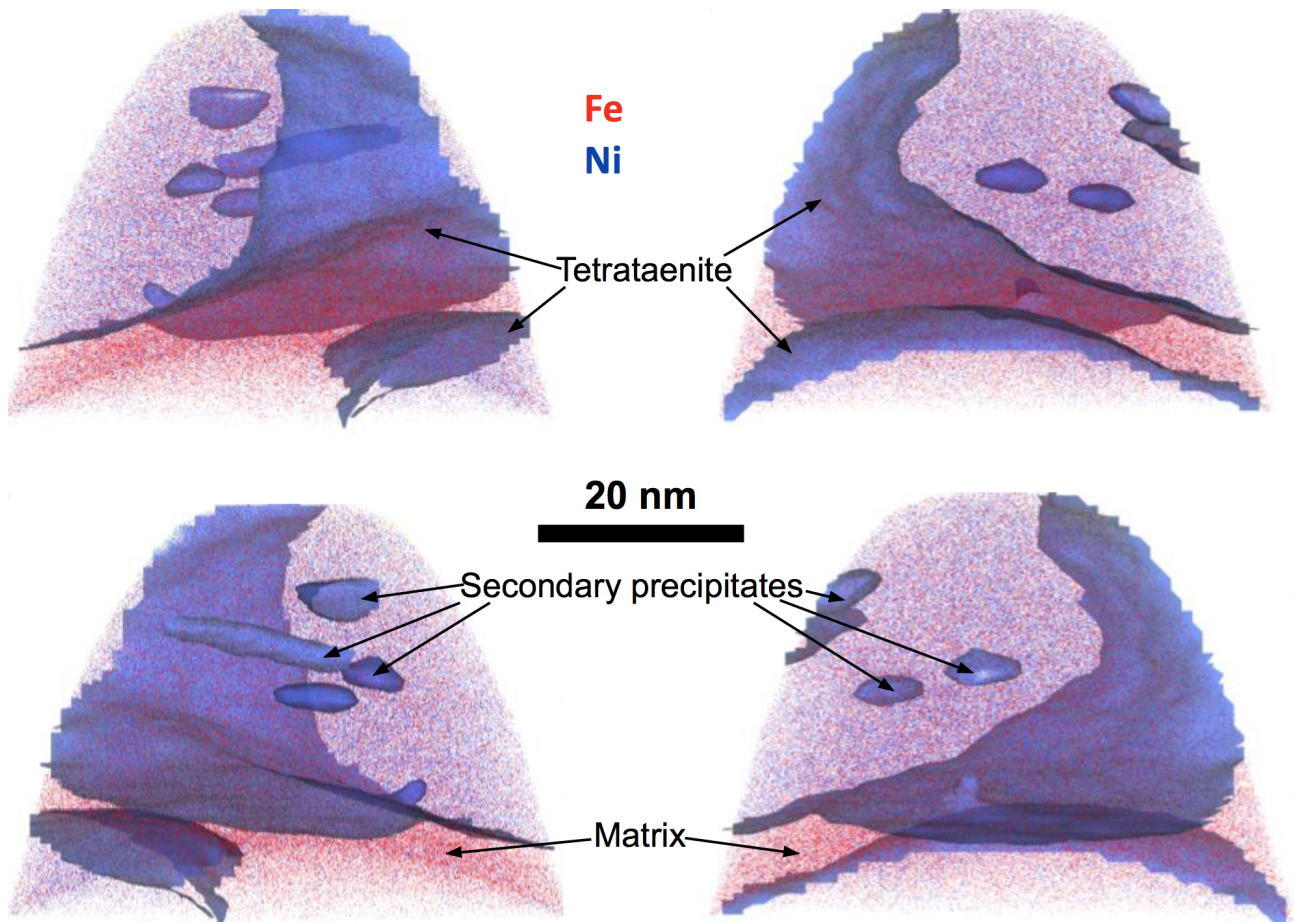 Fe
Ni
Tetrataenite
20 nm
Secondary precipitates
Matrix